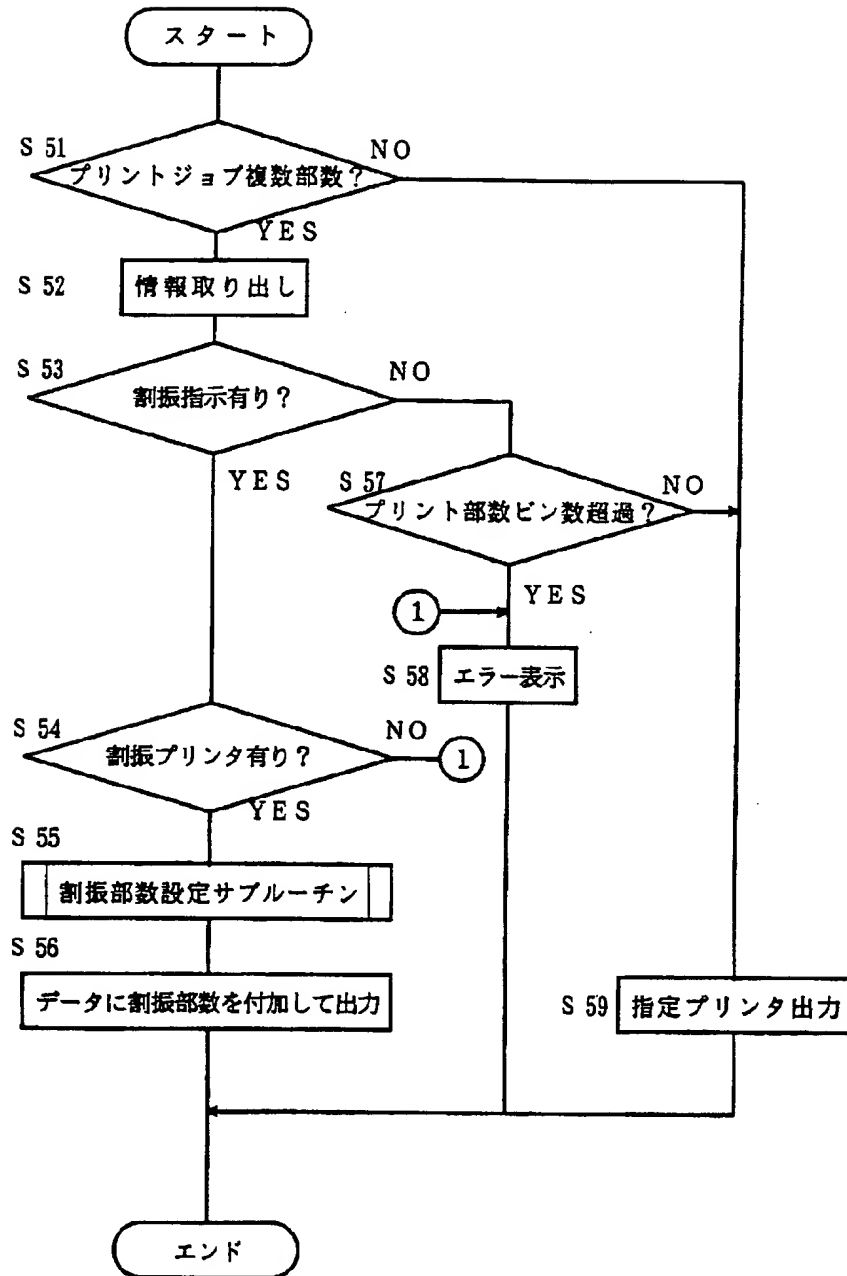 スタート
S 51
プリントジョブ複数部数？
NO
YES
S 52
情報取り出し
S 53
割振指示有り？
NO
YES
S 57
プリント部数ビン数超過？
NO
YES
1
S 58
エラー表示
S 54
割振プリンタ有り？
NO
1
YES
S 55
割振部数設定サブルーチン
S 56
データに割振部数を付加して出力
S 59
指定プリンタ出力
エンド